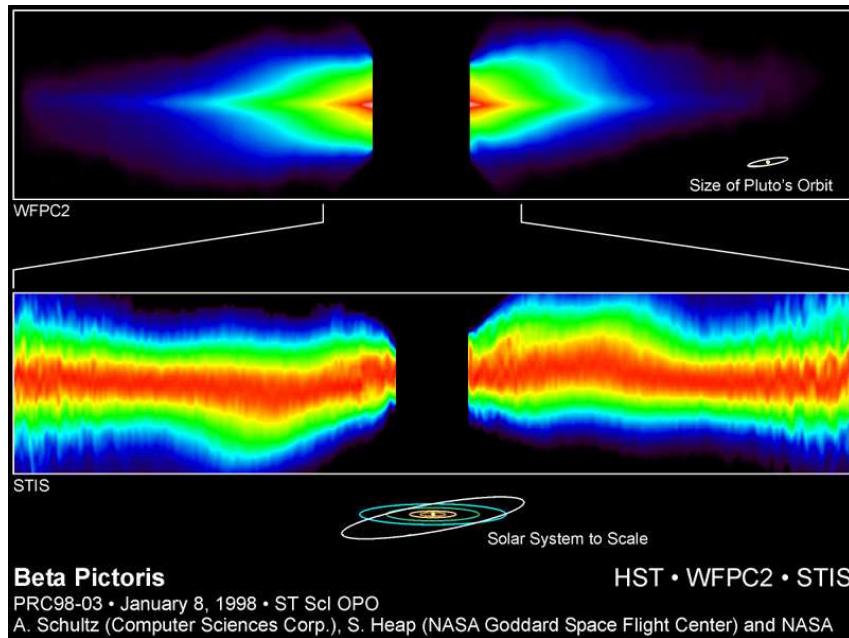 Size of Pluto's Orbit
WFPC2
STIS
Solar System to Scale
Beta Pictoris
HST • WFPC2 • STIS
PRC98-03 • January 8, 1998 • ST ScI OPO
A. Schultz (Computer Sciences Corp.), S. Heap (NASA Goddard Space Flight Center) and NASA